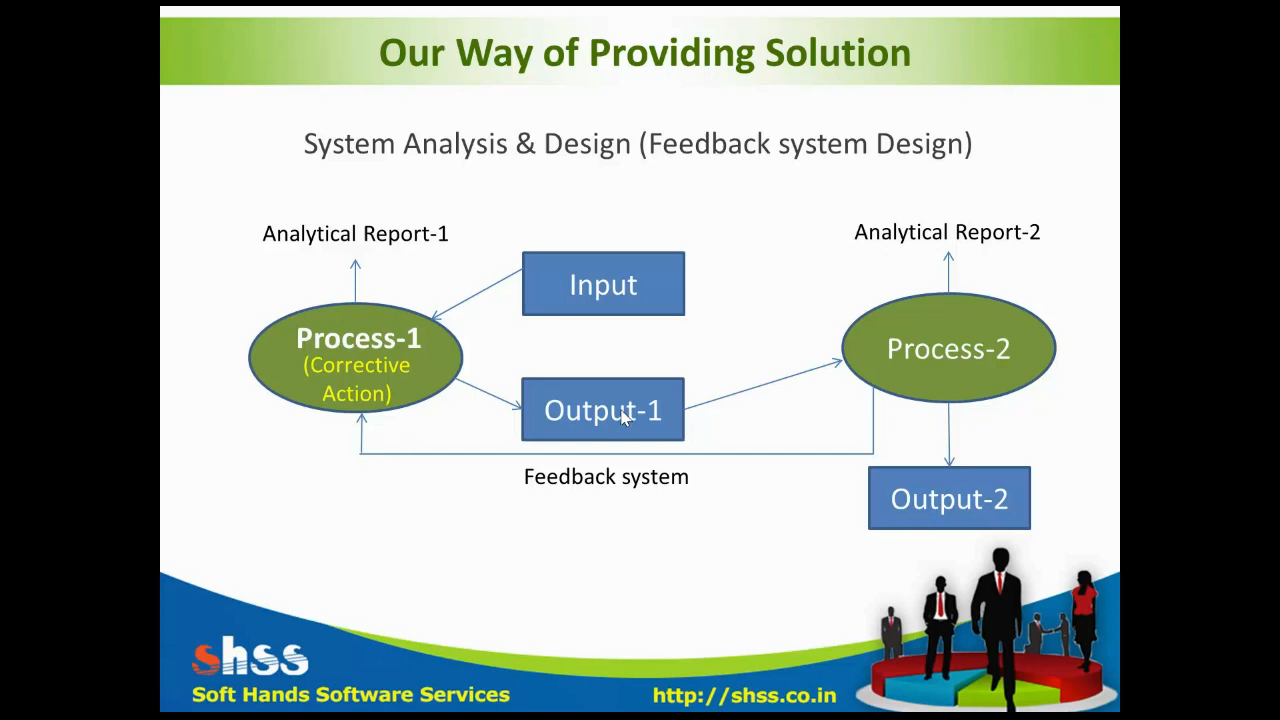 Our Way of Providing Solution
System Analysis & Design (Feedback system Design)
Analytical Report-1
Analytical Report-2
Input
Process-1
(Corrective
Action)
Process-2
Output-1
Feedback system
Output-2
shss
Soft Hands Software Services
http://shss.co.in